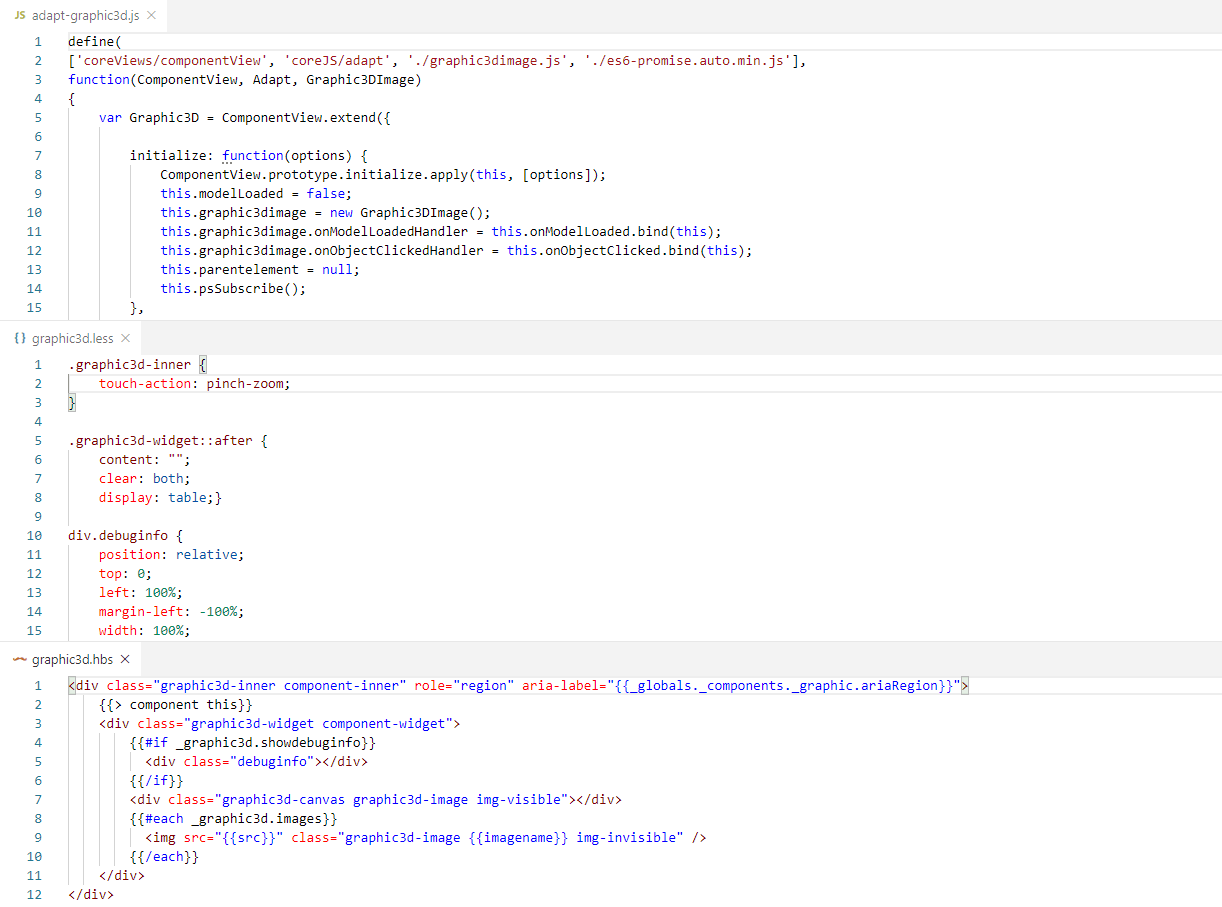 JS adapt-graphic3d.js ×
1 define(
2 ['coreViews/componentView', 'coreJS/adapt', './graphic3dimage.js', './es6-promise.auto.min.js'],
3 function(ComponentView, Adapt, Graphic3DImage)
4 {
5     var Graphic3D = ComponentView.extend({
6
7         initialize: function(options) {
8             ComponentView.prototype.initialize.apply(this, [options]);
9             this.modelLoaded = false;
10             this.graphic3dimage = new Graphic3DImage();
11             this.graphic3dimage.onModelLoadedHandler = this.onModelLoaded.bind(this);
12             this.graphic3dimage.onObjectClickedHandler = this.onObjectClicked.bind(this);
13             this.parentelement = null;
14             this.psSubscribe();
15         },
{} graphic3d.less ×
1 .graphic3d-inner {
2     touch-action: pinch-zoom;
3 }
4
5 .graphic3d-widget::after {
6     content: "";
7     clear: both;
8     display: table;}
9
10 div.debuginfo {
11     position: relative;
12     top: 0;
13     left: 100%;
14     margin-left: -100%;
15     width: 100%;
graphic3d.hbs ×
1 <div class="graphic3d-inner component-inner" role="region" aria-label="{{_globals._components._graphic.ariaRegion}}">
2     {{> component this}}
3     <div class="graphic3d-widget component-widget">
4         {{#if _graphic3d.showdebuginfo}}
5           <div class="debuginfo"></div>
6         {{/if}}
7         <div class="graphic3d-canvas graphic3d-image img-visible"></div>
8         {{#each _graphic3d.images}}
9           <img src="{{src}}" class="graphic3d-image {{imagename}} img-invisible" />
10         {{/each}}
11     </div>
12 </div>